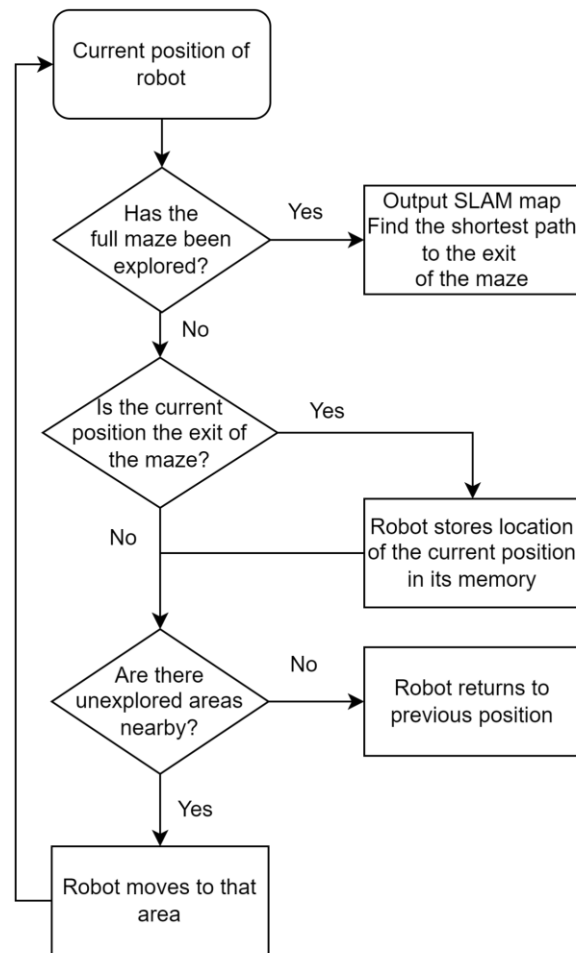 Current position of
robot
Has the
full maze been
explored?
Yes
Output SLAM map
Find the shortest path
to the exit
of the maze
No
Is the current
position the exit of
the maze?
Yes
Robot stores location
of the current position
in its memory
No
Are there
unexplored areas
nearby?
No
Robot returns to
previous position
Yes
Robot moves to that
area